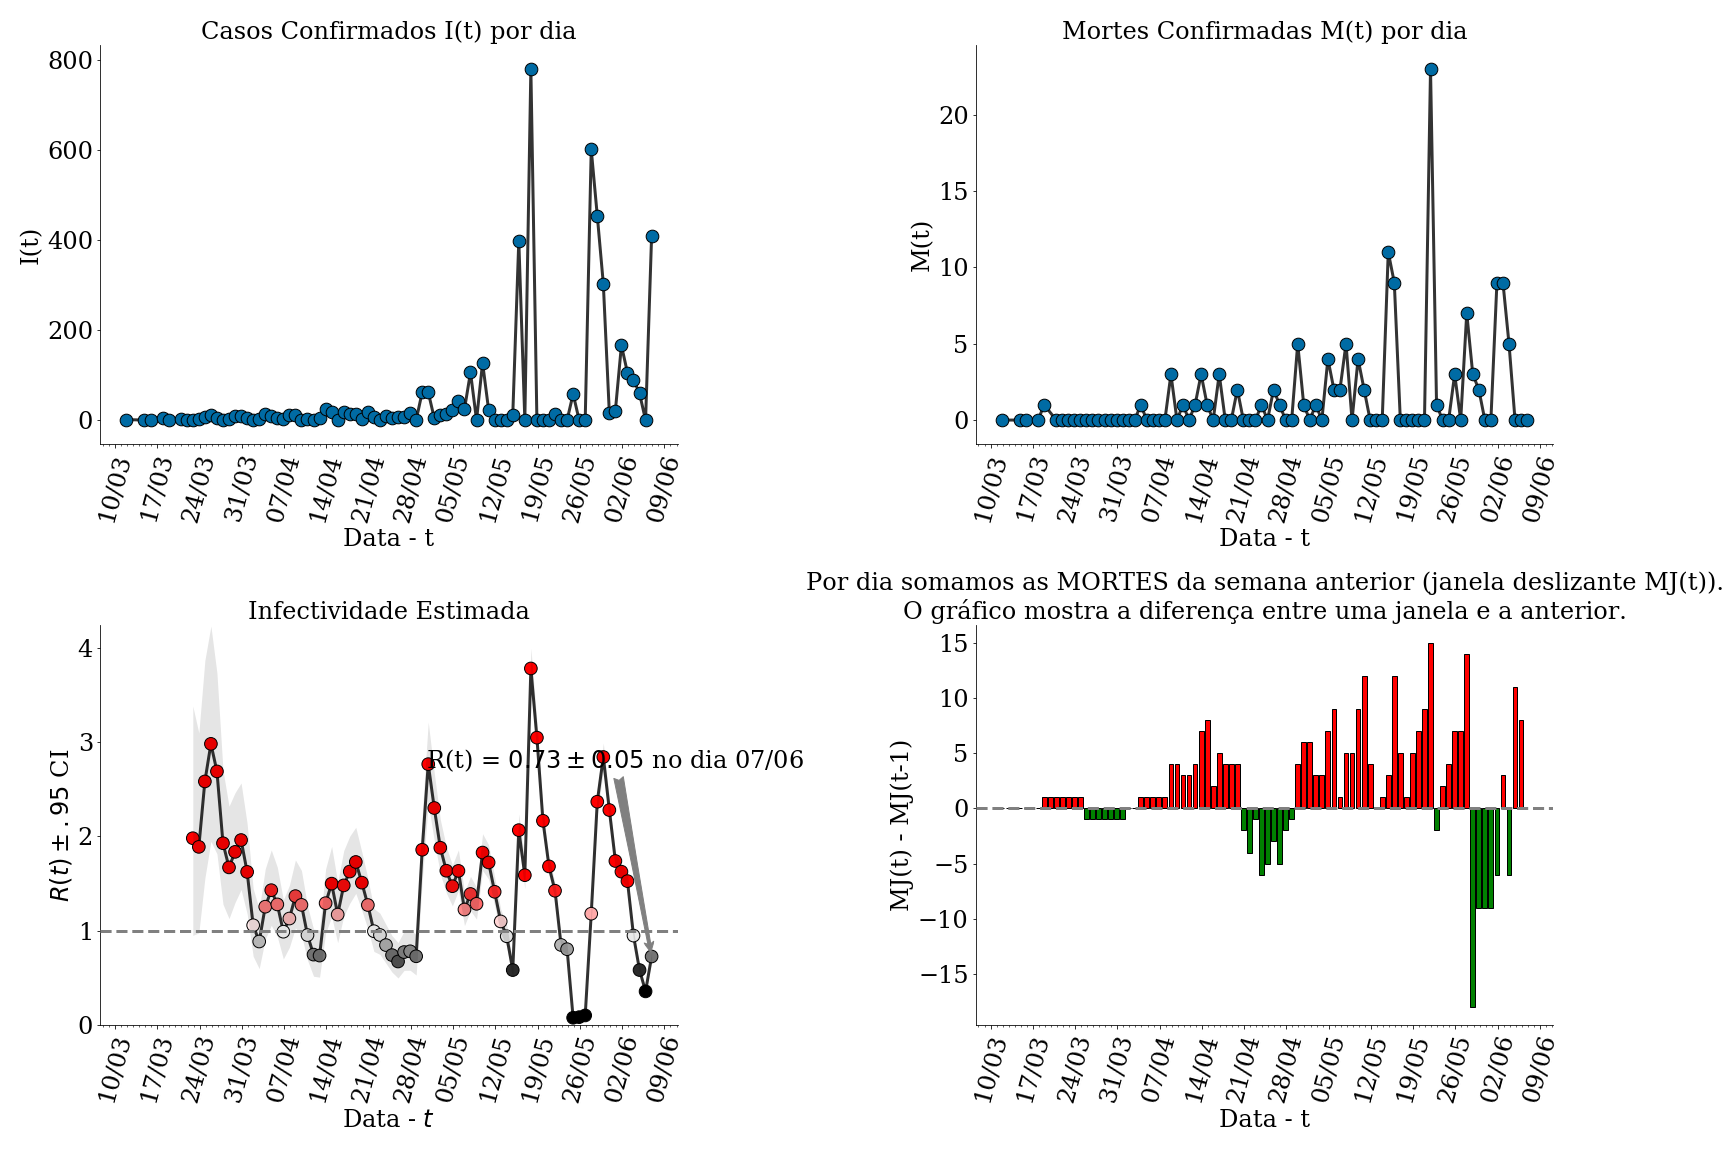 Casos Confirmados I(t) por dia
I(t)
800
600
400
200
0
10/03 17/03 24/03 31/03 07/04 14/04 21/04 28/04 05/05 12/05 19/05 26/05 02/06 09/06
Data - t
Mortes Confirmadas M(t) por dia
M(t)
20
15
10
5
0
10/03 17/03 24/03 31/03 07/04 14/04 21/04 28/04 05/05 12/05 19/05 26/05 02/06 09/06
Data - t
Infectividade Estimada
R(t) ± .95 CI
4
3
2
1
0
R(t) = 0.73 ± 0.05 no dia 07/06
10/03 17/03 24/03 31/03 07/04 14/04 21/04 28/04 05/05 12/05 19/05 26/05 02/06 09/06
Data - t
Por dia somamos as MORTES da semana anterior (janela deslizante MJ(t)).
O gráfico mostra a diferença entre uma janela e a anterior.
MJ(t) - MJ(t-1)
15
10
5
0
−5
−10
−15
10/03 17/03 24/03 31/03 07/04 14/04 21/04 28/04 05/05 12/05 19/05 26/05 02/06 09/06
Data - t